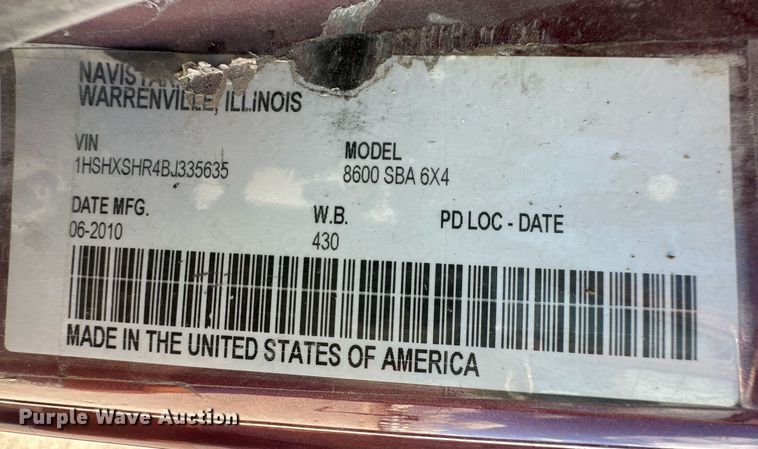 NAVISTAR
WARRENVILLE, ILLINOIS
VIN MODEL
1HSHXSHR4BJ335635 8600 SBA 6X4
DATE MFG. W.B. PD LOC - DATE
06-2010 430
MADE IN THE UNITED STATES OF AMERICA
Purple Wave Auction